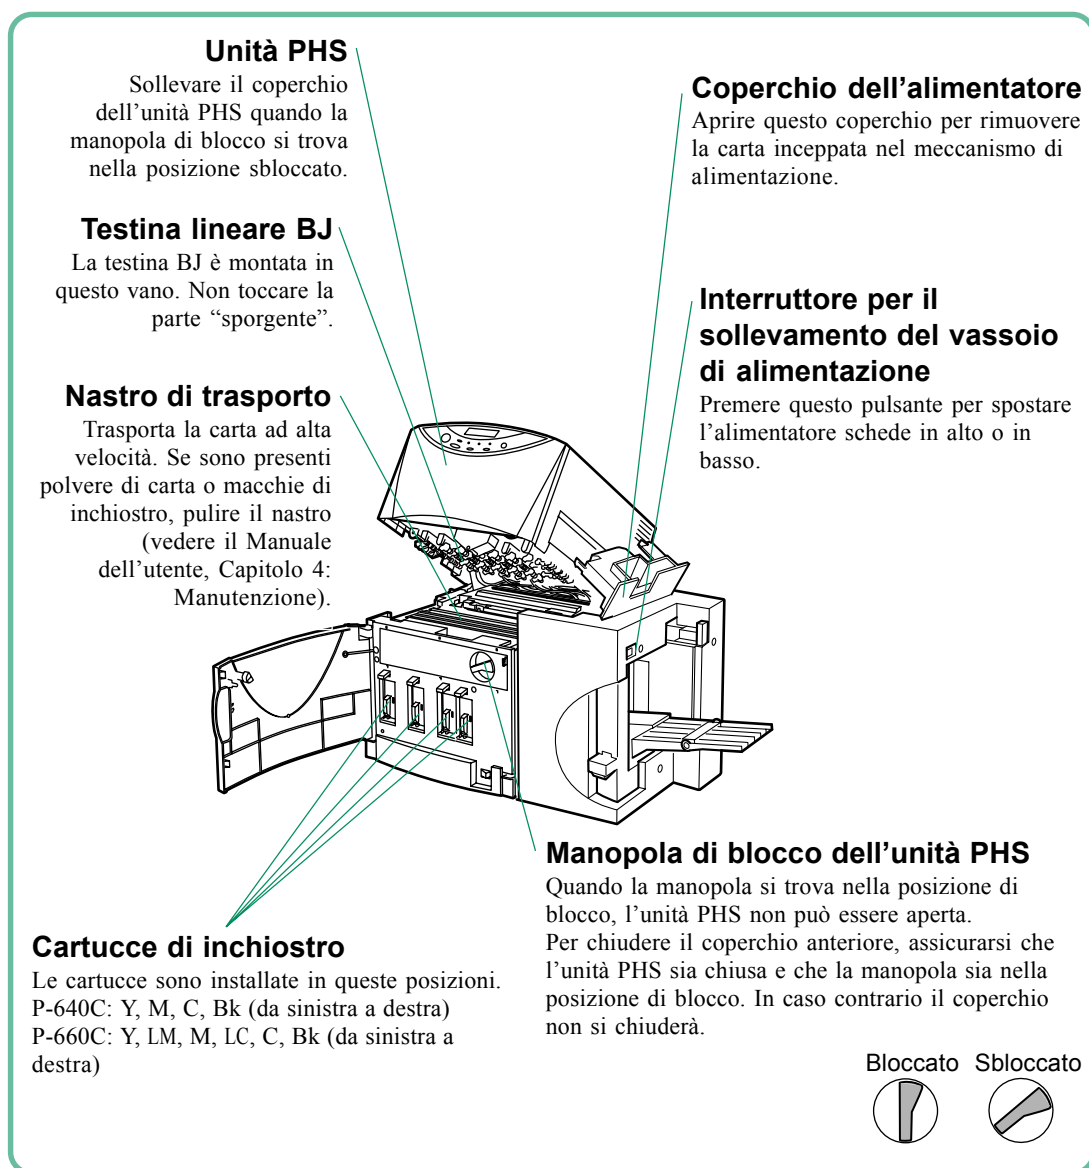 Unità PHS
Sollevare il coperchio
dell'unità PHS quando la
manopola di blocco si trova
nella posizione sbloccato.
Testina lineare BJ
La testina BJ è montata in
questo vano. Non toccare la
parte “sporgente”.
Nastro di trasporto
Trasporta la carta ad alta
velocità. Se sono presenti
polvere di carta o macchie di
inchiostro, pulire il nastro
(vedere il Manuale
dell'utente, Capitolo 4:
Manutenzione).
Coperchio dell'alimentatore
Aprire questo coperchio per rimuovere
la carta inceppata nel meccanismo di
alimentazione.
Interruttore per il
sollevamento del vassoio
di alimentazione
Premere questo pulsante per spostare
l'alimentatore schede in alto o in
basso.
Manopola di blocco dell'unità PHS
Quando la manopola si trova nella posizione di
blocco, l'unità PHS non può essere aperta.
Per chiudere il coperchio anteriore, assicurarsi che
l'unità PHS sia chiusa e che la manopola sia nella
posizione di blocco. In caso contrario il coperchio
non si chiuderà.
Cartucce di inchiostro
Le cartucce sono installate in queste posizioni.
P-640C: Y, M, C, Bk (da sinistra a destra)
P-660C: Y, LM, M, LC, C, Bk (da sinistra a
destra)
Bloccato Sbloccato